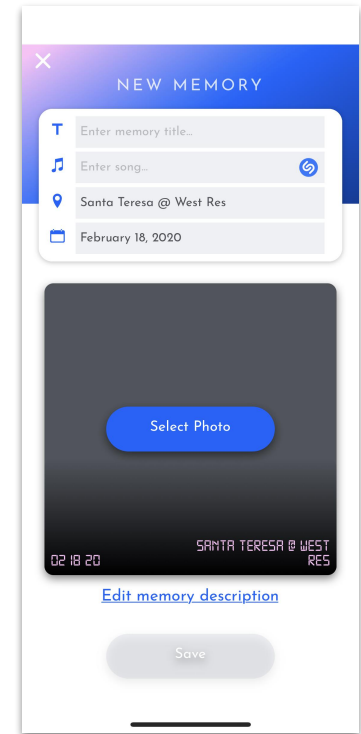 NEW MEMORY
T
Enter memory title...
Enter song...
Santa Teresa @ West Res
February 18, 2020
Select Photo
SANTA TERESA @ WEST
RES
02 18 20
Edit memory description
Save